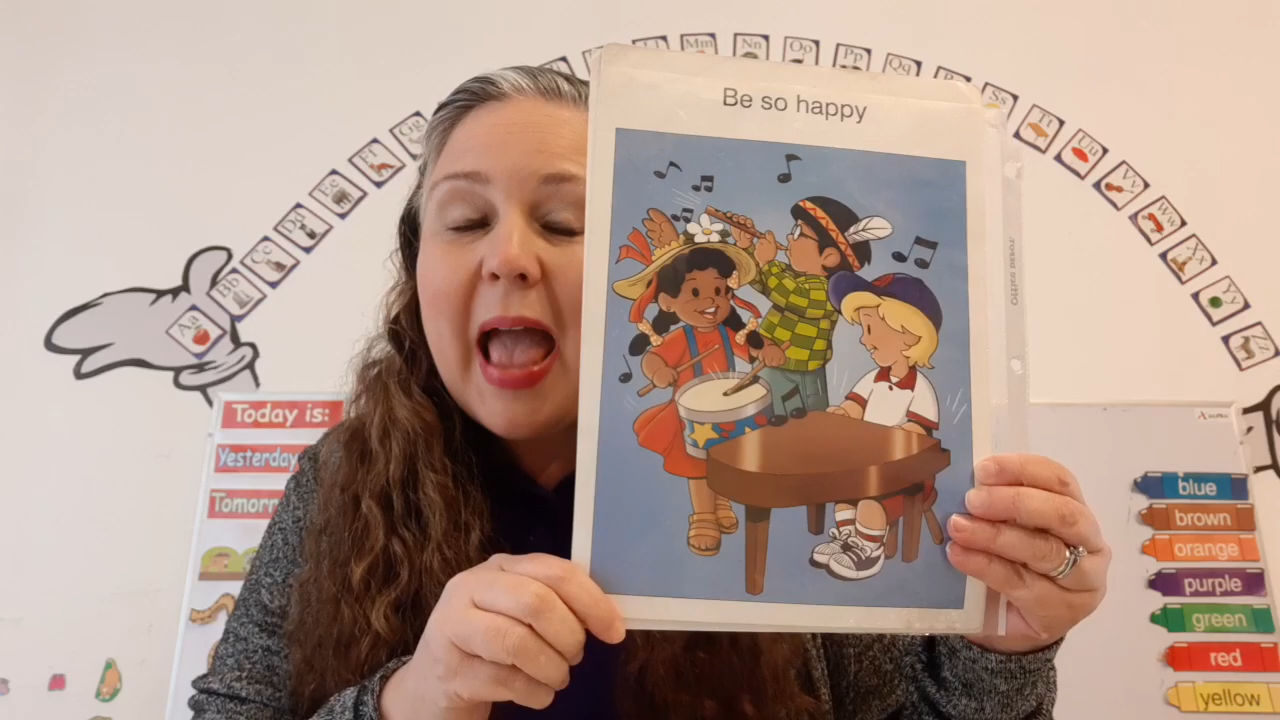 Be so happy
Aa
Bb
Cc
Dd
Ee
Ff
Gg
Mm
Nn
Oo
Pp
Qq
Ss
Tt
Uu
Vv
Ww
Xx
Yy
Zz
Today is:
Yesterday
Tomorr
blue
brown
orange
purple
green
red
yellow